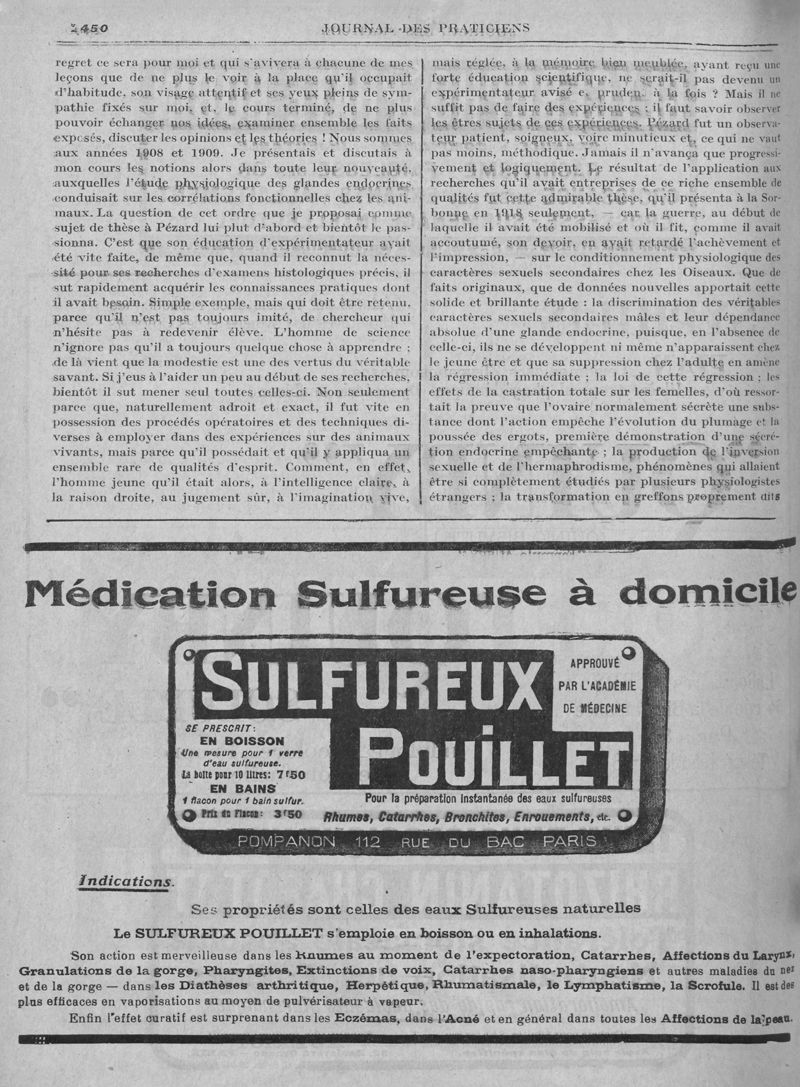 450
JOURNAL DES PRATICIENS
regret ce sera pour moi et qui s'avivera à chacune de mes
leçons que de ne plus le voir à la place qu'il occupait
d'habitude, son visage attentif et ses yeux pleins de sym-
pathie fixés sur moi, et, le cours terminé, de ne plus
pouvoir échanger nos idées, examiner ensemble les faits
exposés, discuter les opinions et les théories ! Nous sommes
aux années 1908 et 1909. Je présentais et discutais à
mon cours les notions alors dans toute leur nouveauté,
auxquelles l'étude physiologique des glandes endocrines
conduisait sur les corrélations fonctionnelles chez les ani-
maux. La question de cet ordre que je proposai comme
sujet de thèse à Pézard lui plut d'abord et bientôt le pas-
sionna. C'est que son éducation d'expérimentateur avait
été vite faite, de même que, quand il reconnut la néces-
sité pour ses recherches d'examens histologiques précis, il
sut rapidement acquérir les connaissances pratiques dont
il avait besoin. Simple exemple, mais qui doit être retenu,
parce qu'il n'est pas toujours imité, de chercheur qui
n'hésite pas à redevenir élève. L'homme de science
n'ignore pas qu'il a toujours quelque chose à apprendre ;
de là vient que la modestie est une des vertus du véritable
savant. Si j'eus à l'aider un peu au début de ses recherches,
bientôt il sut mener seul toutes celles-ci. Non seulement
parce que, naturellement adroit et exact, il fut vite en
possession des procédés opératoires et des techniques di-
verses à employer dans des expériences sur des animaux
vivants, mais parce qu'il possédait et qu'il y appliqua un
ensemble rare de qualités d'esprit. Comment, en effet,
l'homme jeune qu'il était alors, à l'intelligence claire, à
la raison droite, au jugement sûr, à l'imagination vive,
mais réglée, à la mémoire bien meublée, ayant reçu une
forte éducation scientifique, ne serait-il pas devenu un
expérimentateur avisé et prudent à la fois ? Mais il ne
suffit pas de faire des expériences ; il faut savoir observer
les êtres sujets de ces expériences. Pézard fut un observa-
teur patient, soigneux, voire minutieux et, ce qui ne vaut
pas moins, méthodique. Jamais il n'avança que progressi-
vement et logiquement. Le résultat de l'application aux
recherches qu'il avait entreprises de ce riche ensemble de
qualités fut cette admirable thèse, qu'il présenta à la Sor-
bonne en 1918 seulement, — car la guerre, au début de
laquelle il avait été mobilisé et où il fit, comme il avait
accoutumé, son devoir, en avait retardé l'achèvement et
l'impression, — sur le conditionnement physiologique des
caractères sexuels secondaires chez les Oiseaux. Que de
faits originaux, que de données nouvelles apportait cette
solide et brillante étude : la discrimination des véritables
caractères sexuels secondaires mâles et leur dépendance
absolue d'une glande endocrine, puisque, en l'absence de
celle-ci, ils ne se développent ni même n'apparaissent chez
le jeune être et que sa suppression chez l'adulte en amène
la régression immédiate ; la loi de cette régression ; les
effets de la castration totale sur les femelles, d'où ressor-
tait la preuve que l'ovaire normalement sécrète une subs-
tance dont l'action empêche l'évolution du plumage et la
poussée des ergots, première démonstration d'une sécré-
tion endocrine empêchante ; la production de l'inversion
sexuelle et de l'hermaphrodisme, phénomènes qui allaient
être si complètement étudiés par plusieurs physiologistes
étrangers ; la transformation en greffons proprement dits
Médication Sulfureuse à domicile
SULFUREUX
POUILLET
APPROUVÉ
PAR L'ACADÉMIE
DE MÉDECINE
SE PRESCRIT :
EN BOISSON
Une mesure pour 1 verre
d'eau sulfureuse.
La boîte pour 10 litres: 7f50
EN BAINS
1 flacon pour 1 bain sulfur.
Prix du Flacon: 3f50
Pour la préparation instantanée des eaux sulfureuses
Rhumes, Catarrhes, Bronchites, Enrouements, etc.
POMPANON 112 RUE DU BAC PARIS
Indications.
Ses propriétés sont celles des eaux Sulfureuses naturelles
Le SULFUREUX POUILLET s'emploie en boisson ou en inhalations.
Son action est merveilleuse dans les Rhumes au moment de l'expectoration, Catarrhes, Affections du Larynx,
Granulations de la gorge, Pharyngites, Extinctions de voix, Catarrhes naso-pharyngiens et autres maladies du nez
et de la gorge — dans les Diathèses arthritique, Herpétique, Rhumatismale, le Lymphatisme, la Scrofule. Il est des
plus efficaces en vaporisations au moyen de pulvérisateur à vapeur.
Enfin l'effet curatif est surprenant dans les Eczémas, dans l'Acné et en général dans toutes les Affections de la peau.